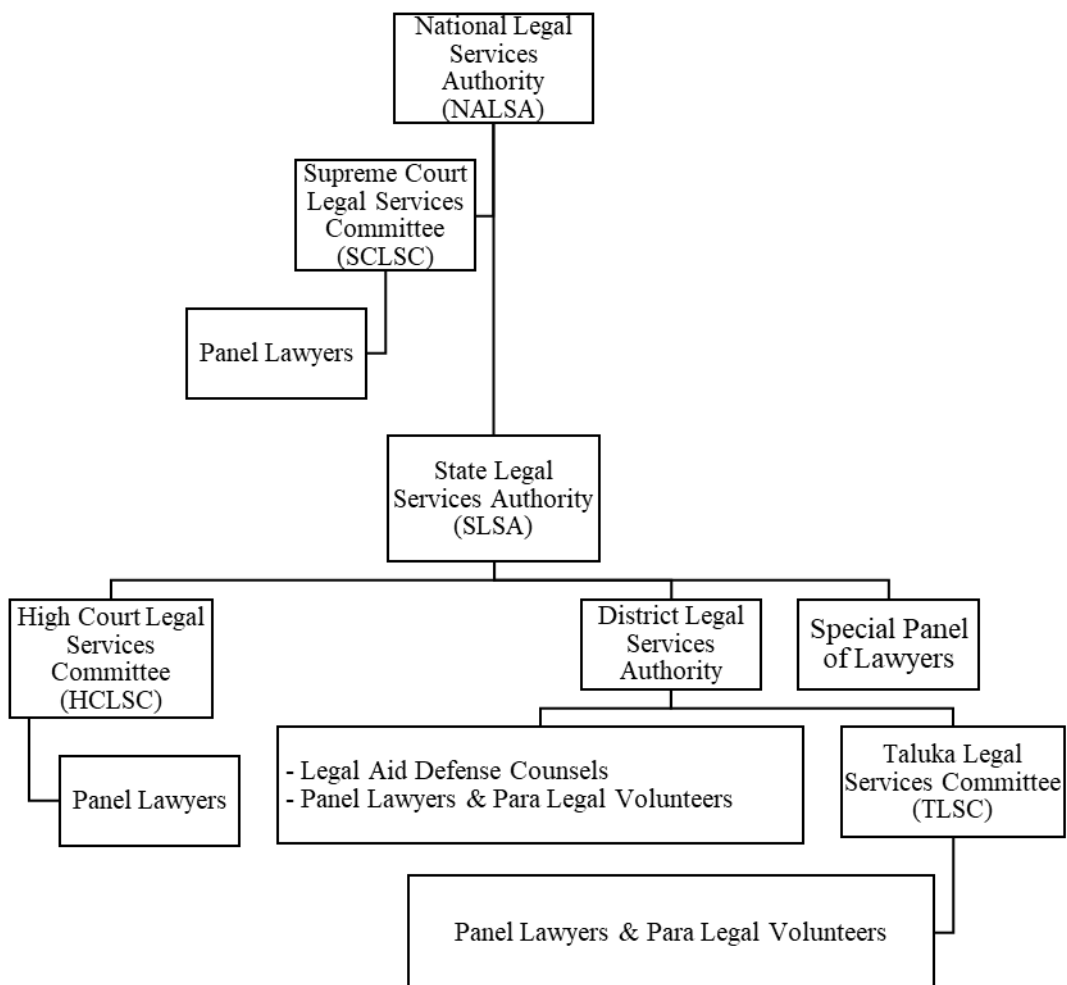 National Legal
Services
Authority
(NALSA)
Supreme Court
Legal Services
Committee
(SCLSC)
Panel Lawyers
State Legal
Services Authority
(SLSA)
High Court Legal
Services
Committee
(HCLSC)
District Legal
Services
Authority
Special Panel
of Lawyers
Panel Lawyers
- Legal Aid Defense Counsels
- Panel Lawyers & Para Legal Volunteers
Taluka Legal
Services Committee
(TLSC)
Panel Lawyers & Para Legal Volunteers